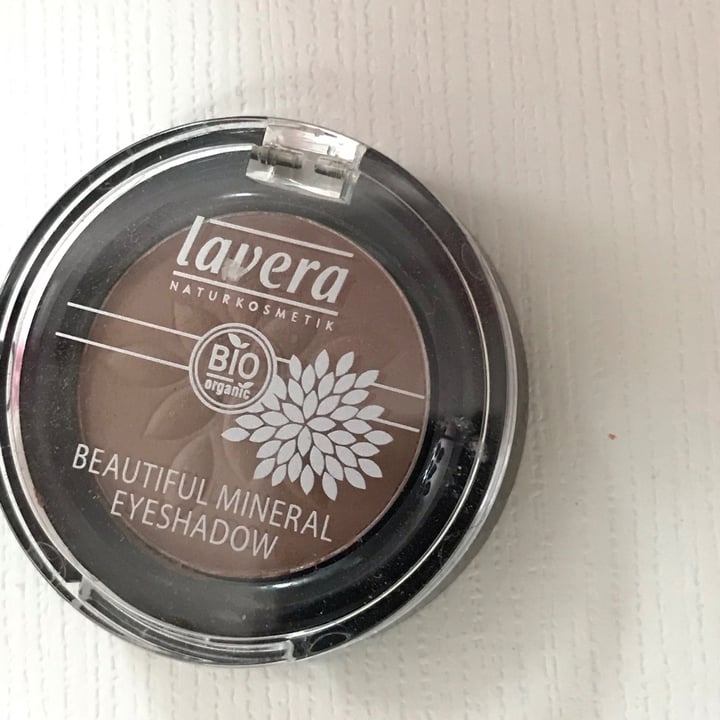 lavera
NATURKOSMETIK
BIO
organic
BEAUTIFUL MINERAL
EYESHADOW